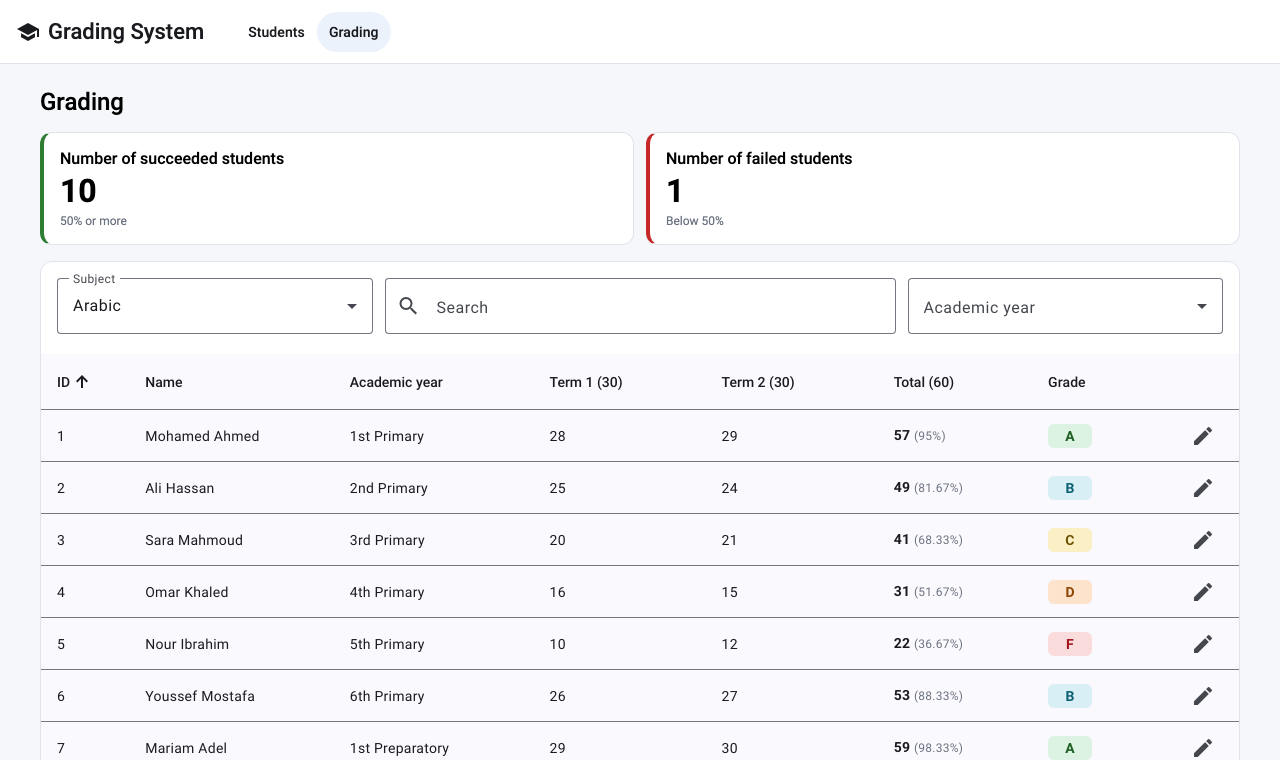 Grading System Students Grading
Grading
Number of succeeded students
10
50% or more
Number of failed students
1
Below 50%
Subject
Arabic
Search
Academic year
ID Name Academic year Term 1 (30) Term 2 (30) Total (60) Grade
1 Mohamed Ahmed 1st Primary 28 29 57 (95%) A
2 Ali Hassan 2nd Primary 25 24 49 (81.67%) B
3 Sara Mahmoud 3rd Primary 20 21 41 (68.33%) C
4 Omar Khaled 4th Primary 16 15 31 (51.67%) D
5 Nour Ibrahim 5th Primary 10 12 22 (36.67%) F
6 Youssef Mostafa 6th Primary 26 27 53 (88.33%) B
7 Mariam Adel 1st Preparatory 29 30 59 (98.33%) A